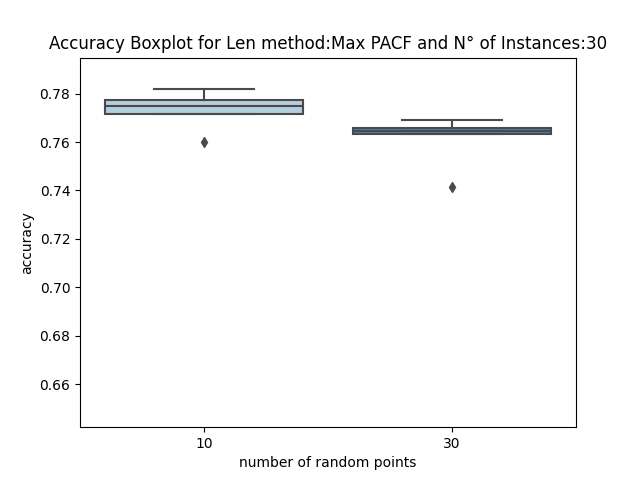 Accuracy Boxplot for Len method:Max PACF and N° of Instances:30
0.78
0.76
0.74
0.72
0.70
0.68
0.66
accuracy
10 30
number of random points